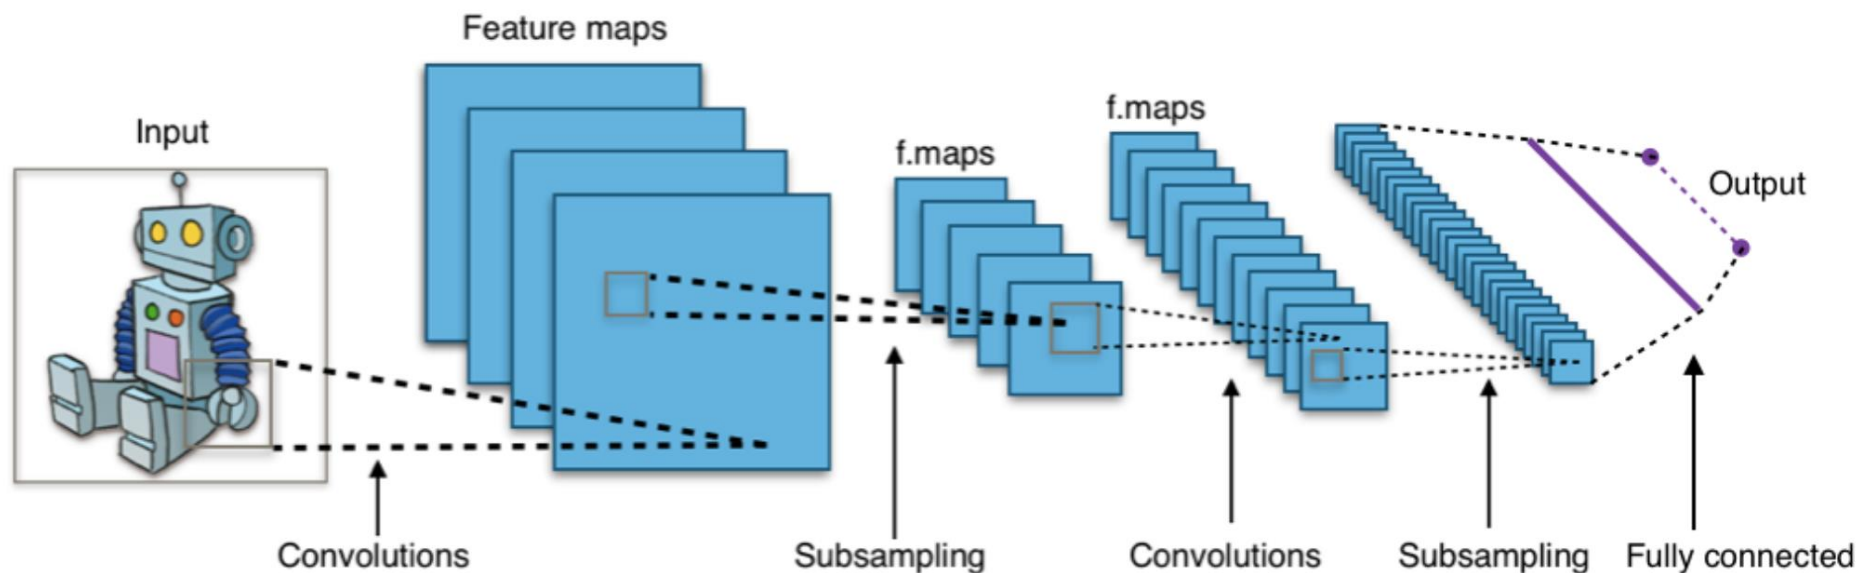 Feature maps
Input
f.maps
f.maps
Output
Convolutions
Subsampling
Convolutions
Subsampling
Fully connected